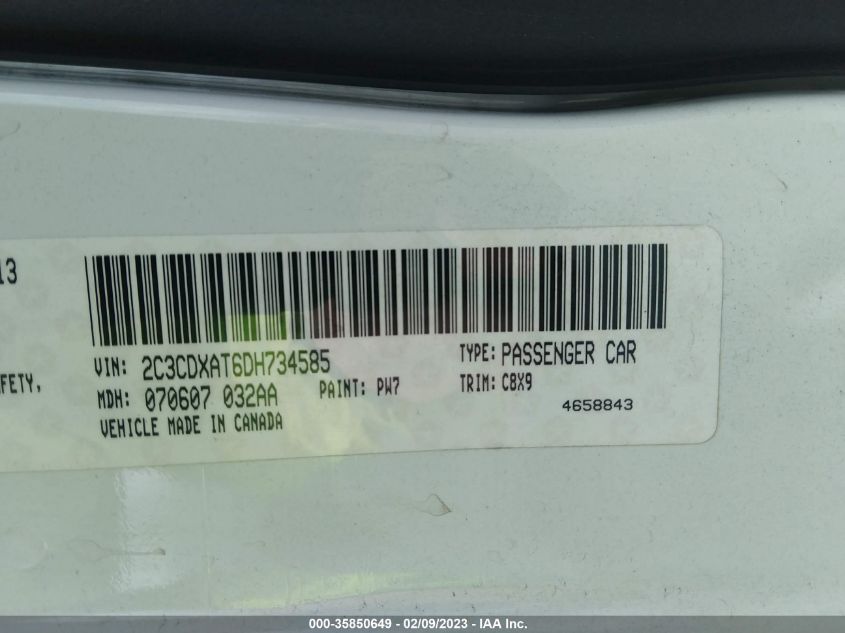 13
FETY,
VIN: 2C3CDXAT6DH734585
TYPE: PASSENGER CAR
MDH: 070607 032AA
PAINT: PW7
TRIM: C8X9
4658843
VEHICLE MADE IN CANADA
000-35850649 - 02/09/2023 - IAA Inc.